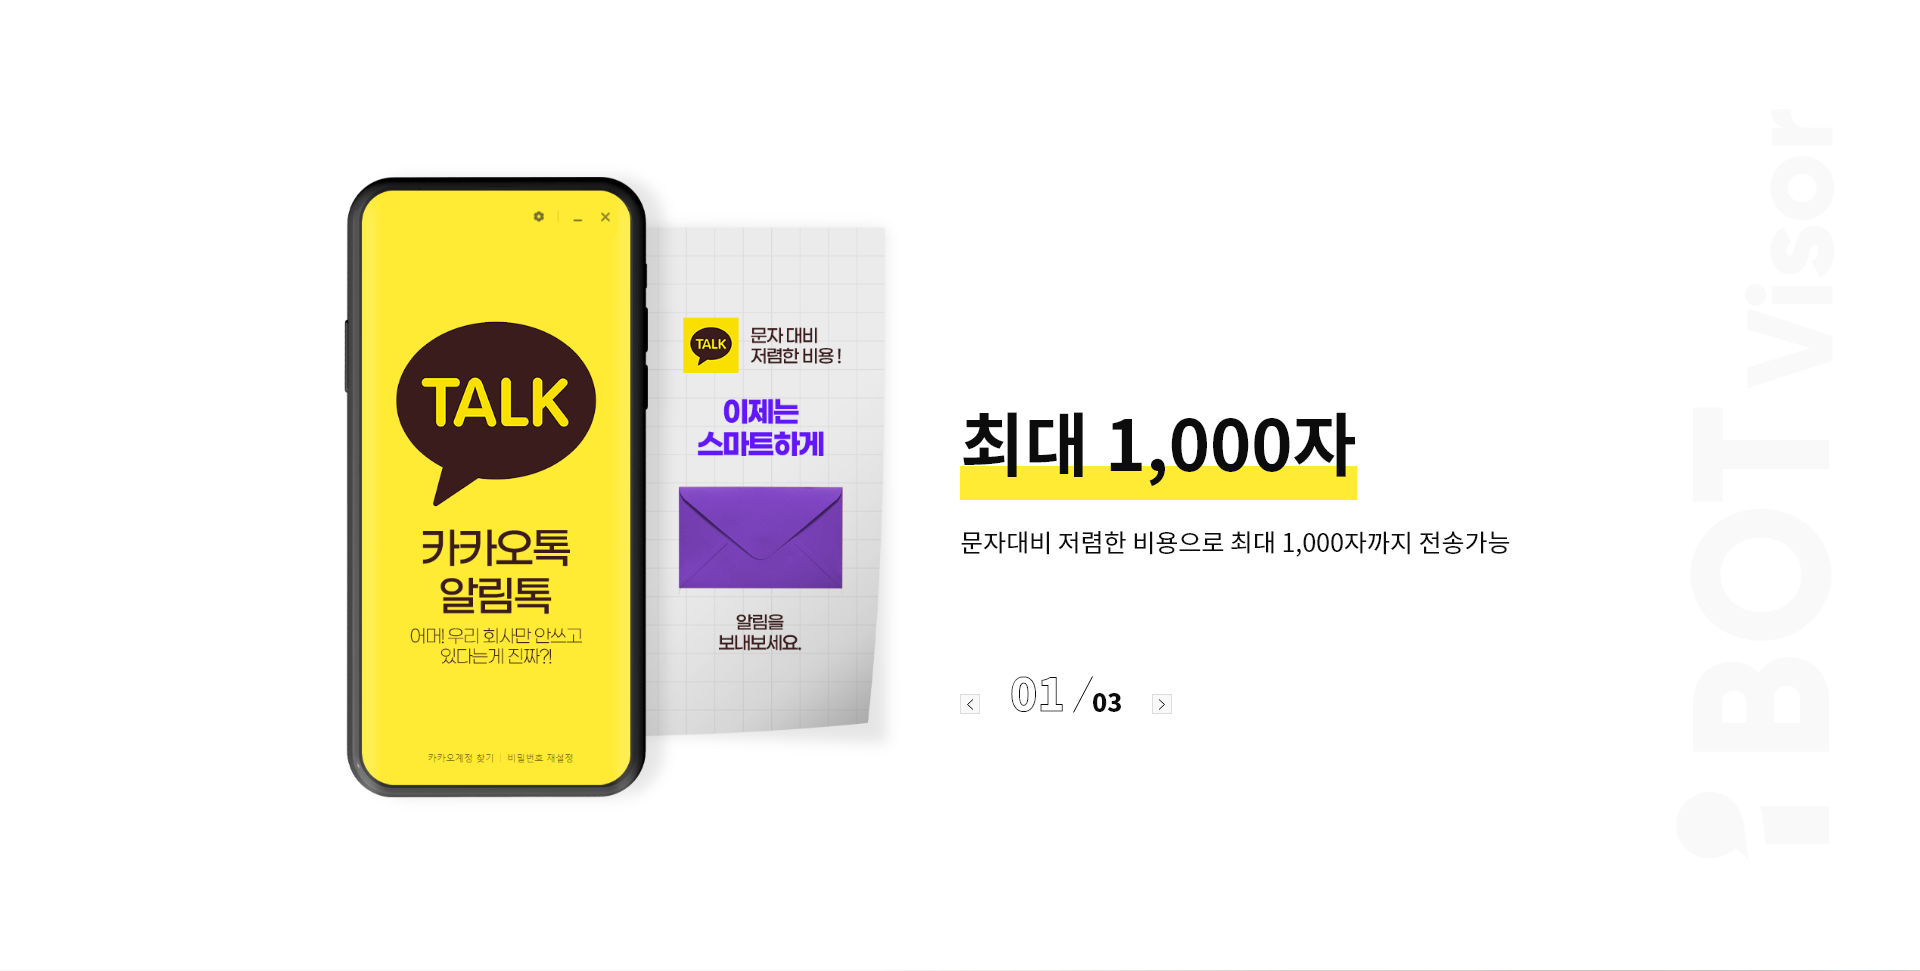 TALK
카카오톡
알림톡
어머! 우리 회사만 안쓰고
있다는게 진짜?!
카카오계정 찾기 | 비밀번호 재설정
TALK
문자 대비
저렴한 비용!
이제는
스마트하게
알림을
보내보세요.
최대 1,000자
문자대비 저렴한 비용으로 최대 1,000자까지 전송가능
< 01/03 >
iBOT Visor